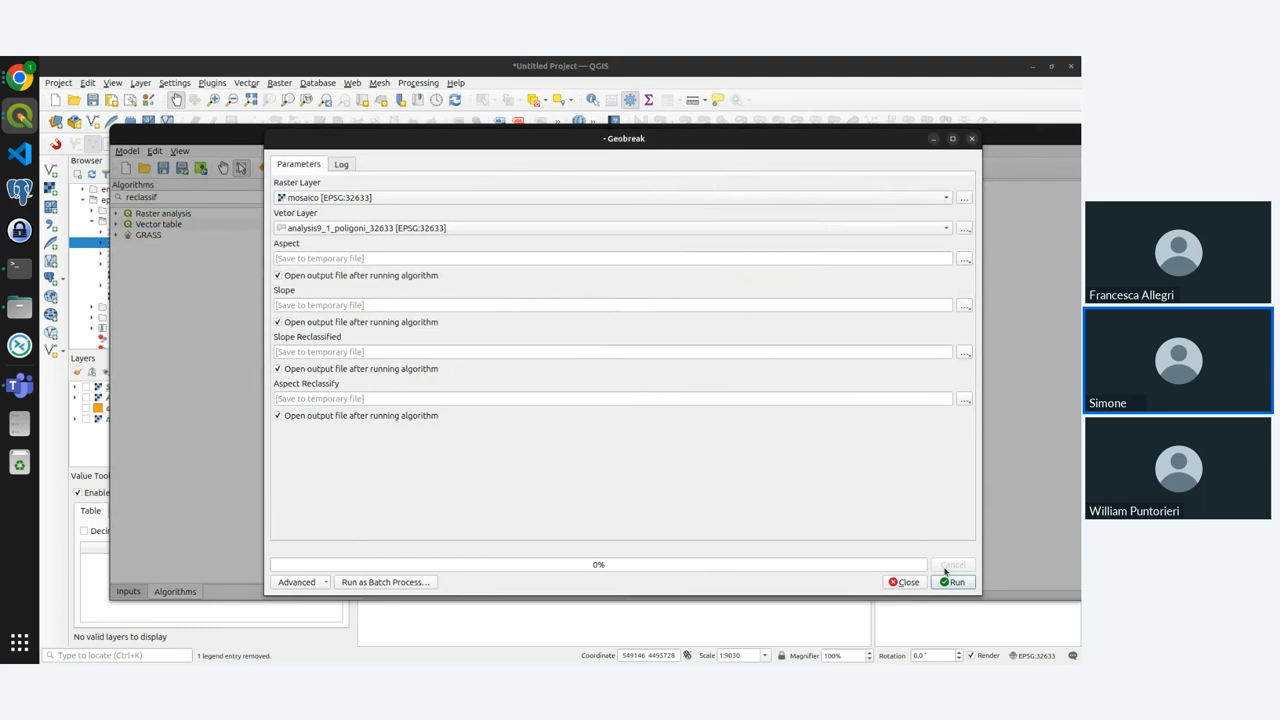 *Untitled Project — QGIS
Project Edit View Layer Settings Plugins Vector Raster Database Web Mesh Processing Help
- Geobreak
Browser
Model Edit View
Parameters Log
Algorithms
reclassif
Raster analysis
Vector table
GRASS
Raster Layer
mosaico [EPSG:32633]
Vetor Layer
analysis9_1_poligoni_32633 [EPSG:32633]
Aspect
[Save to temporary file]
Open output file after running algorithm
Slope
[Save to temporary file]
Open output file after running algorithm
Slope Reclassified
[Save to temporary file]
Open output file after running algorithm
Aspect Reclassify
[Save to temporary file]
Open output file after running algorithm
Layers
Value Too
Enable
Table
Deci
0%
Cancel
Advanced
Run as Batch Process…
Close
Run
Inputs Algorithms
No valid layers to display
Type to locate (Ctrl+K)
1 legend entry removed.
Coordinate 549146 4495728
Scale 1:9030
Magnifier 100%
Rotation 0,0 °
Render
EPSG:32633
Francesca Allegri
Simone
William Puntorieri